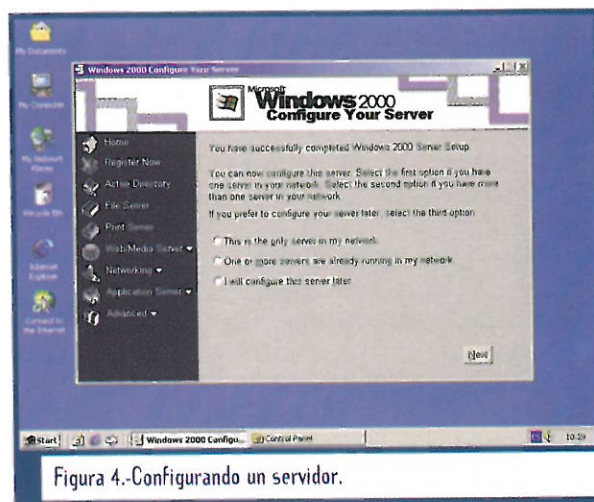 My Documents
My Computer
My Network Places
Recycle Bin
Internet Explorer
Connect to the Internet
Windows 2000 Configure Your Server
Microsoft
Windows 2000
Configure Your Server
Home
Register Now
Active Directory
File Server
Print Server
Web/Media Server
Networking
Application Server
Advanced
You have successfully completed Windows 2000 Server Setup.
You can now configure this server. Select the first option if you have
one server in your network. Select the second option if you have more
than one server in your network.
If you prefer to configure your server later, select the third option.
This is the only server in my network.
One or more servers are already running in my network.
I will configure this server later.
Next
Start
Windows 2000 Configu...
Control Panel
10:29
Figura 4.-Configurando un servidor.